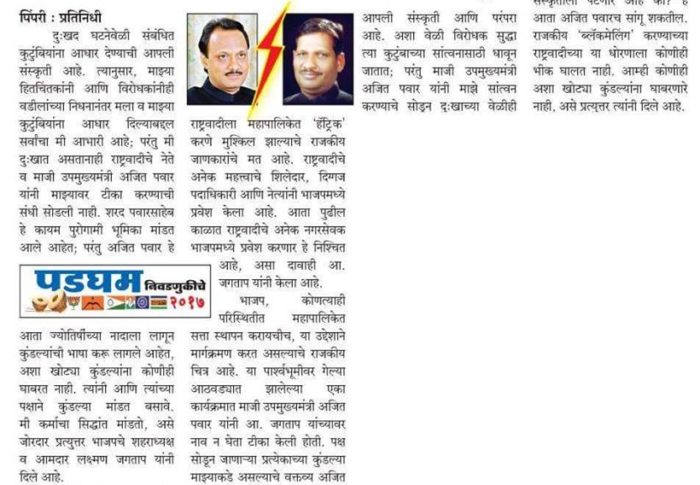 पिंपरी : प्रतिनिधी
दुःखद घटनेवेळी संबंधित
कुटुंबियांना आधार देण्याची आपली
संस्कृती आहे. त्यानुसार, माझ्या
हितचिंतकांनी आणि विरोधकांनीही
वडीलांच्या निधनानंतर मला व माझ्या
कुटुंबियांना आधार दिल्याबद्दल
सर्वांचा मी आभारी आहे; परंतु मी
दुःखात असतानाही राष्ट्रवादीचे नेते
व माजी उपमुख्यमंत्री अजित पवार
यांनी माझ्यावर टीका करण्याची
संधी सोडली नाही. शरद पवारसाहेब
हे कायम पुरोगामी भूमिका मांडत
आले आहेत; परंतु अजित पवार हे
पडघम निवडणुकीचे
२०१७
आता ज्योतिर्षीच्या नादाला लागून
कुंडल्यांची भाषा करू लागले आहेत,
अशा खोट्या कुंडल्यांना कोणीही
घाबरत नाही. त्यांनी आणि त्यांच्या
पक्षाने कुंडल्या मांडत बसावे.
मी कर्माचा सिद्धांत मांडतो, असे
जोरदार प्रत्युत्तर भाजपचे शहराध्यक्ष
व आमदार लक्ष्मण जगताप यांनी
दिले आहे.
राष्ट्रवादीला महापालिकेत 'हॅट्रिक'
करणे मुश्किल झाल्याचे राजकीय
जाणकारांचे मत आहे. राष्ट्रवादीचे
अनेक महत्त्वाचे शिलेदार, दिग्गज
पदाधिकारी आणि नेत्यांनी भाजपमध्ये
प्रवेश केला आहे. आता पुढील
काळात राष्ट्रवादीचे अनेक नगरसेवक
भाजपमध्ये प्रवेश करणार हे निश्चित
आहे, असा दावाही आ.
जगताप यांनी केला आहे.
भाजप, कोणत्याही
परिस्थितीत महापालिकेत
सत्ता स्थापन करायचीच, या उद्देशाने
मार्गक्रमण करत असल्याचे राजकीय
चित्र आहे. या पार्श्वभूमीवर गेल्या
आठवड्यात झालेल्या एका
कार्यक्रमात माजी उपमुख्यमंत्री अजित
पवार यांनी आ. जगताप यांच्यावर
नाव न घेता टीका केली होती. पक्ष
सोडून जाणाऱ्या प्रत्येकाच्या कुंडल्या
माझ्याकडे असल्याचे वक्तव्य अजित
आपली संस्कृती आणि परंपरा
आहे. अशा वेळी विरोधक सुद्धा
त्या कुटुंबाच्या सांत्वनासाठी धावून
जातात; परंतु माजी उपमुख्यमंत्री
अजित पवार यांनी माझे सांत्वन
करण्याचे सोडून दुःखाच्या वेळीही
आता अजित पवारच सांगू शकतील.
राजकीय 'ब्लॅकमेलिंग' करण्याच्या
राष्ट्रवादीच्या या धोरणाला कोणीही
भीक घालत नाही. आम्ही कोणीही
अशा खोट्या कुंडल्यांना घाबरणारे
नाही, असे प्रत्युत्तर त्यांनी दिले आहे.